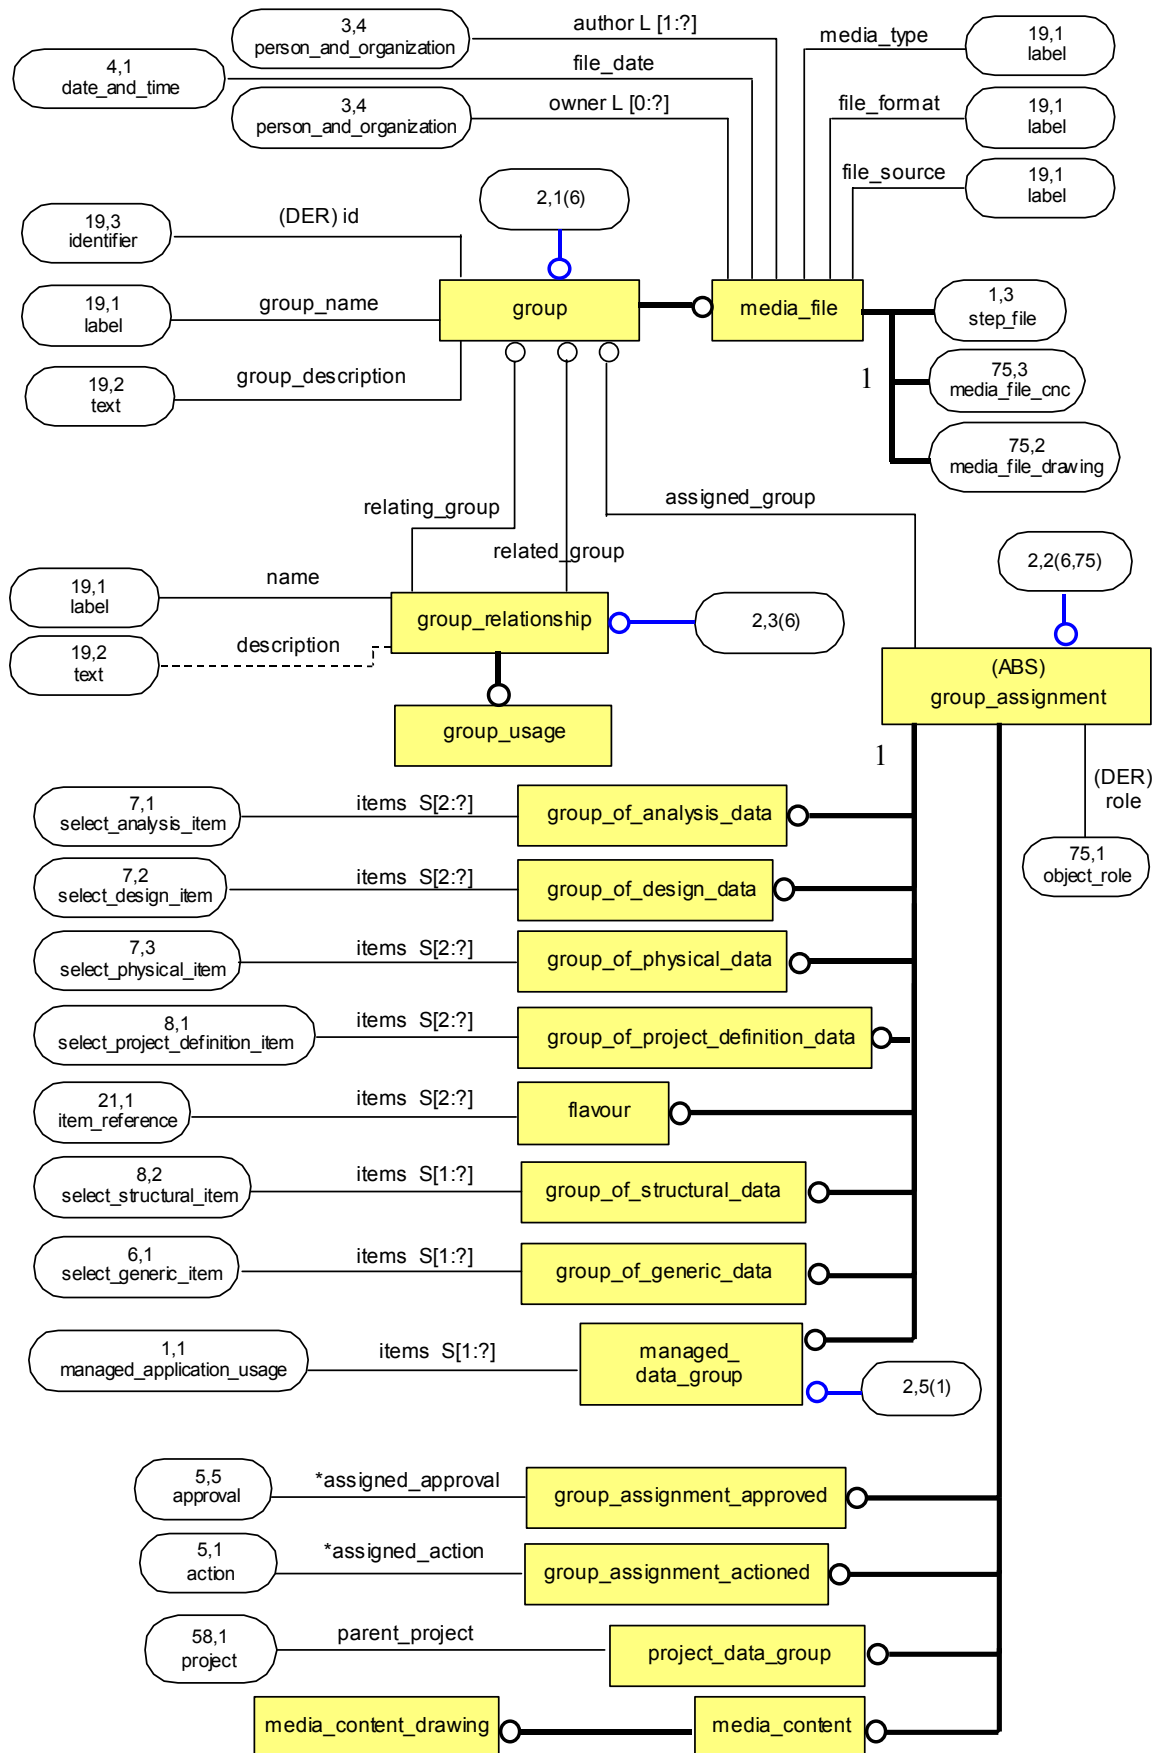 3,4
person_and_organization
author L [1:?]
media_type
19,1
label
4,1
date_and_time
file_date
3,4
person_and_organization
owner L [0:?]
file_format
19,1
label
file_source
19,1
label
2,1(6)
19,3
identifier
(DER) id
group
media_file
19,1
label
group_name
1,3
step_file
19,2
text
group_description
1
75,3
media_file_cnc
75,2
media_file_drawing
relating_group
related_group
assigned_group
2,2(6,75)
19,1
label
name
group_relationship
2,3(6)
19,2
text
description
(ABS)
group_assignment
group_usage
1
(DER)
role
75,1
object_role
7,1
select_analysis_item
items S[2:?]
group_of_analysis_data
7,2
select_design_item
items S[2:?]
group_of_design_data
7,3
select_physical_item
items S[2:?]
group_of_physical_data
8,1
select_project_definition_item
items S[2:?]
group_of_project_definition_data
21,1
item_reference
items S[2:?]
flavour
8,2
select_structural_item
items S[1:?]
group_of_structural_data
6,1
select_generic_item
items S[1:?]
group_of_generic_data
1,1
managed_application_usage
items S[1:?]
managed_
data_group
2,5(1)
5,5
approval
*assigned_approval
group_assignment_approved
5,1
action
*assigned_action
group_assignment_actioned
58,1
project
parent_project
project_data_group
media_content_drawing
media_content